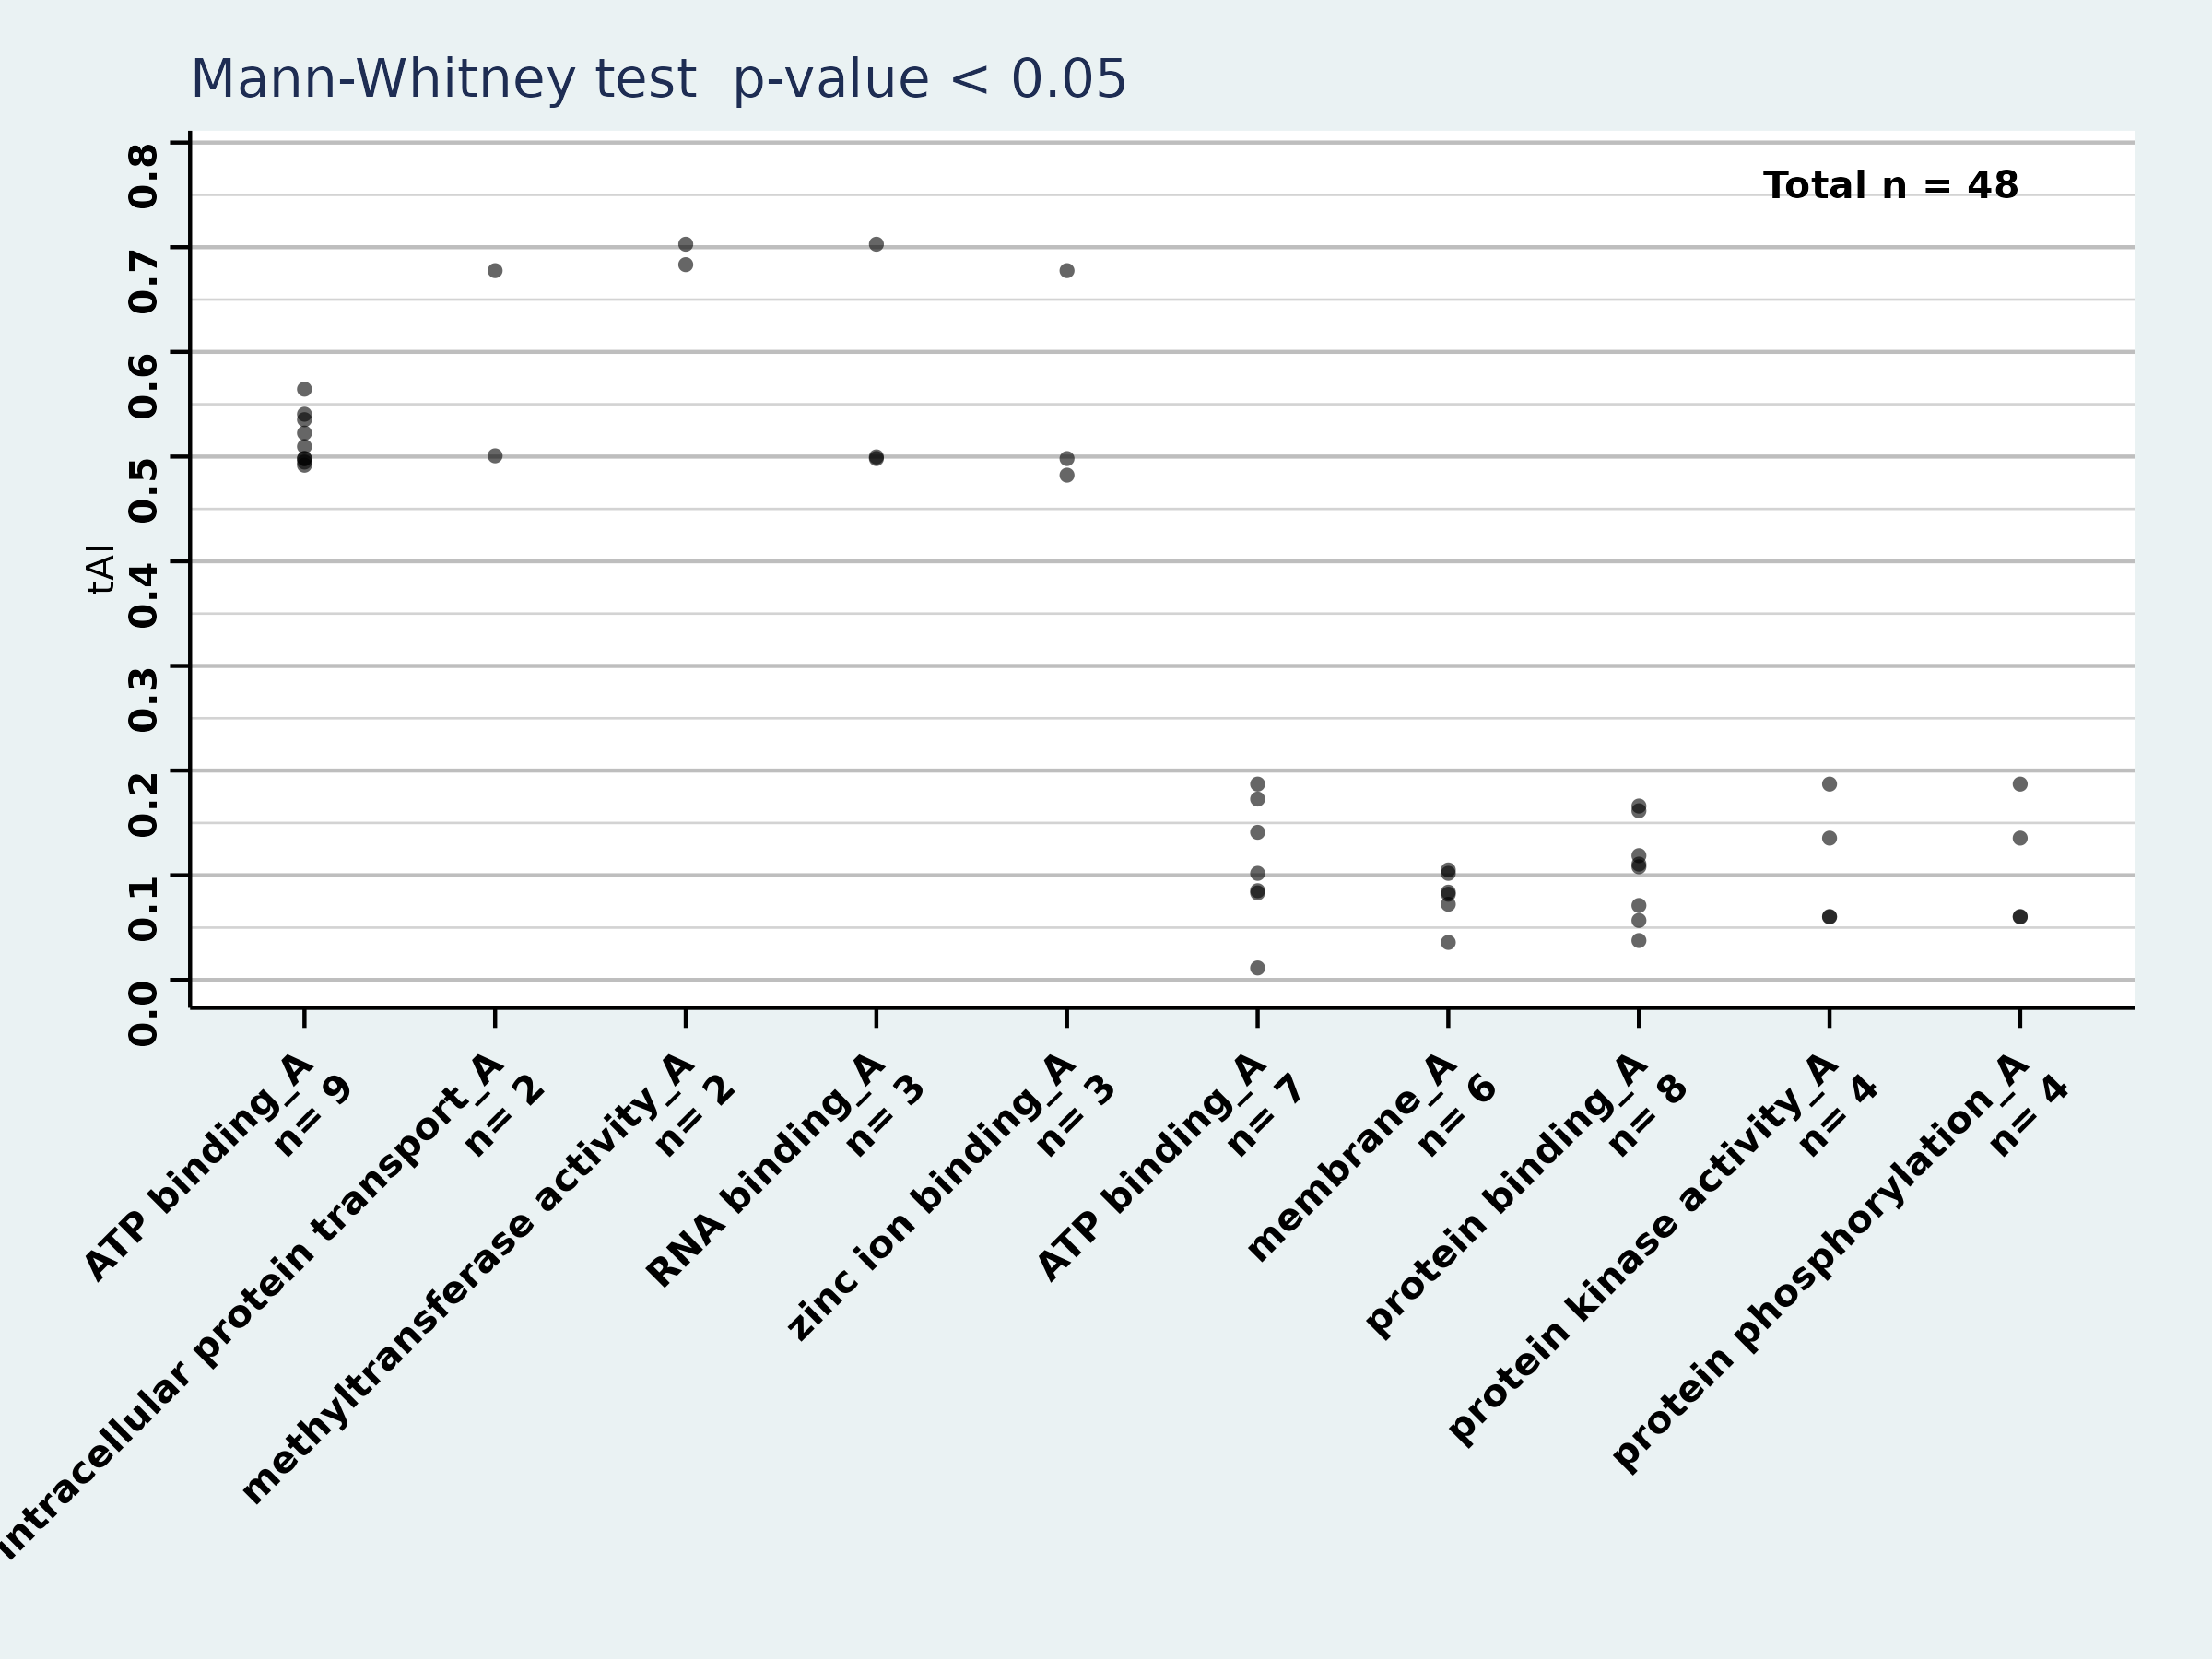 Mann-Whitney test  p-value < 0.05
Total n = 48
tAI
0.8
0.7
0.6
0.5
0.4
0.3
0.2
0.1
0.0
ATP binding_A
n= 9
intracellular protein transport_A
n= 2
methyltransferase activity_A
n= 2
RNA binding_A
n= 3
zinc ion binding_A
n= 3
ATP binding_A
n= 7
membrane_A
n= 6
protein binding_A
n= 8
protein kinase activity_A
n= 4
protein phosphorylation_A
n= 4